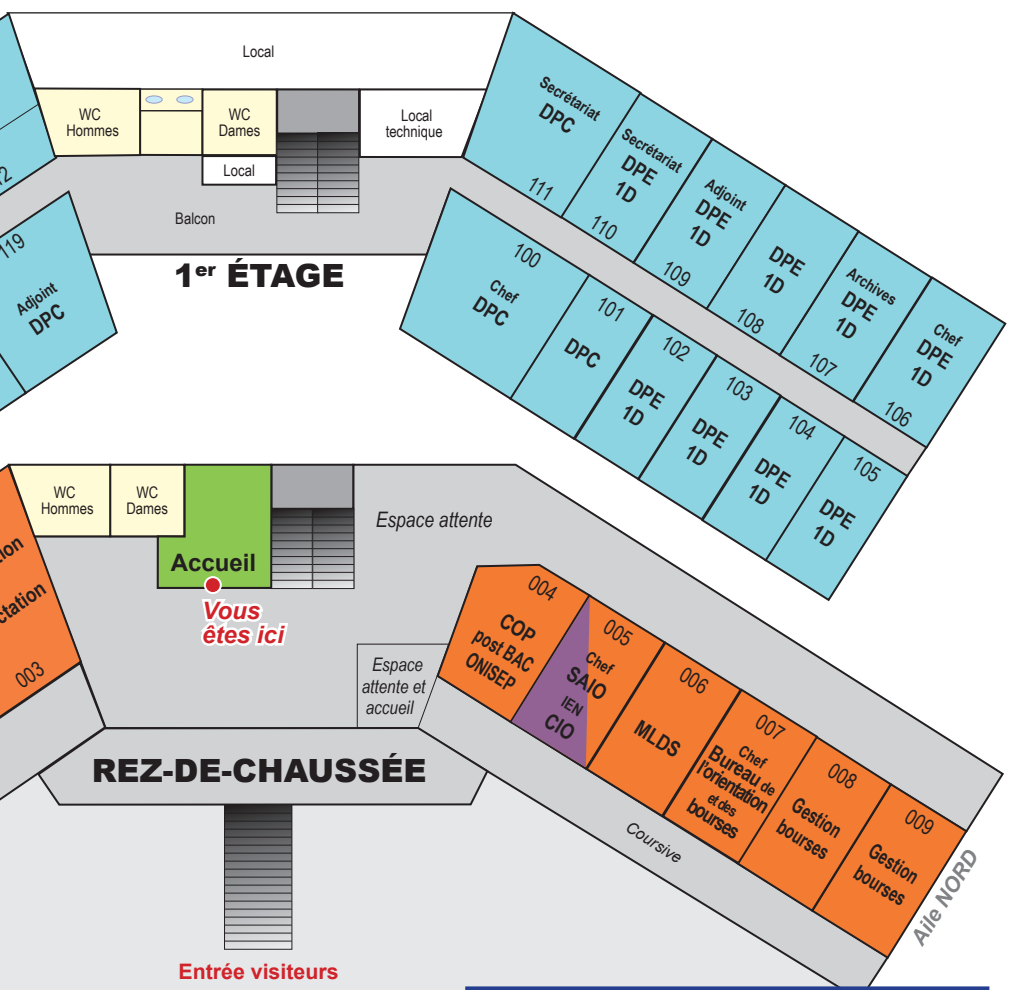 Local
WC
Hommes
WC
Dames
Local
technique
Local
Balcon
1er ÉTAGE
119
Adjoint
DPC
Secrétariat
DPC
111
Secrétariat
DPE
1D
110
Adjoint
DPE
1D
109
DPE
1D
108
Archives
DPE
1D
107
Chef
DPE
1D
106
100
Chef
DPC
101
DPC
102
DPE
1D
103
DPE
1D
104
DPE
1D
105
DPE
1D
WC
Hommes
WC
Dames
Accueil
Vous
êtes ici
Espace attente
003
Espace
attente et
accueil
004
COP
post BAC
ONISEP
005
Chef
SAIO
IEN
CIO
006
MLDS
007
Chef
Bureau de
l'orientation
et des
bourses
008
Gestion
bourses
009
Gestion
bourses
REZ-DE-CHAUSSÉE
Coursive
Aile NORD
Entrée visiteurs